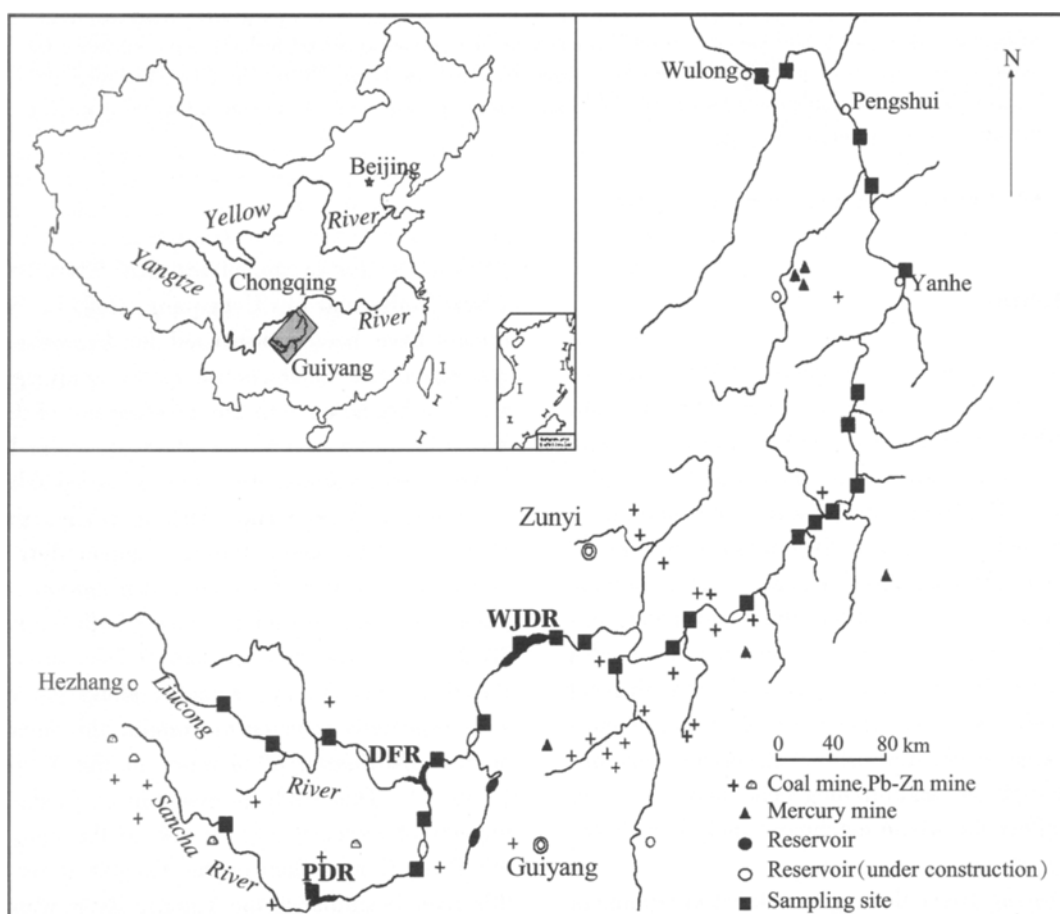 Beijing
Yellow
River
Yangtze
Chongqing
River
Guiyang
N
Wulong
Pengshui
Yanhe
Zunyi
WJDR
Hezhang
Liucong
River
DFR
Sancha
River
PDR
Guiyang
0 40 80 km
Coal mine,Pb-Zn mine
Mercury mine
Reservoir
Reservoir(under construction)
Sampling site